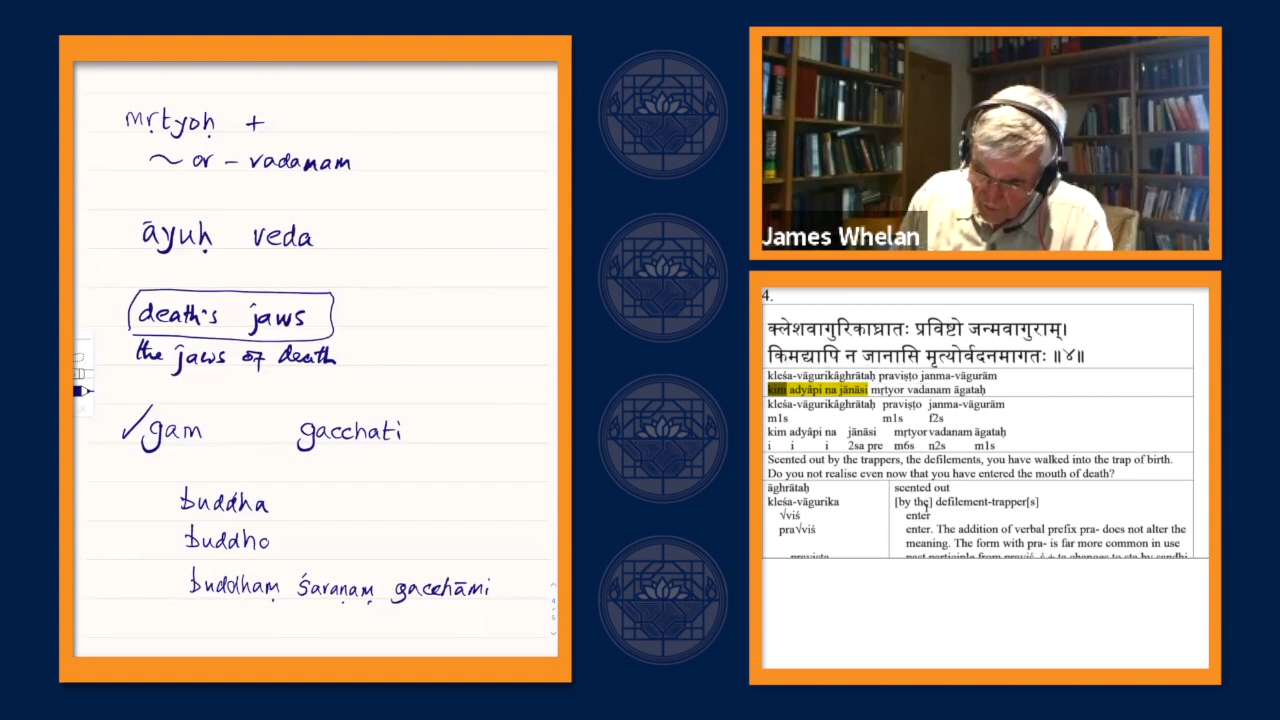 mṛtyoḥ +
~ or - vadanam
āyuḥ veda
death's jaws
the jaws of death
√gam gacchati
buddha
buddho
buddhaṃ śaraṇaṃ gacchāmi
4
5
James Whelan
4.
क्लेशवागुरिकाघ्रातः प्रविष्टो जन्मवागुराम्।
किमद्यापि न जानासि मृत्योर्वदनमागतः ॥४॥
kleśa-vāgurikâghrātaḥ praviṣṭo janma-vāgurām
kim adyâpi na jānāsi mṛtyor vadanam āgataḥ
kleśa-vāgurikâghrātaḥ praviṣṭo janma-vāgurām
m1s m1s f2s
kim adyâpi na jānāsi mṛtyor vadanam āgataḥ
i i i 2sa pre m6s n2s m1s
Scented out by the trappers, the defilements, you have walked into the trap of birth.
Do you not realise even now that you have entered the mouth of death?
āghrātaḥ scented out
kleśa-vāgurika [by the] defilement-trapper[s]
√viś enter
pra√viś enter. The addition of verbal prefix pra- does not alter the
meaning. The form with pra- is far more common in use